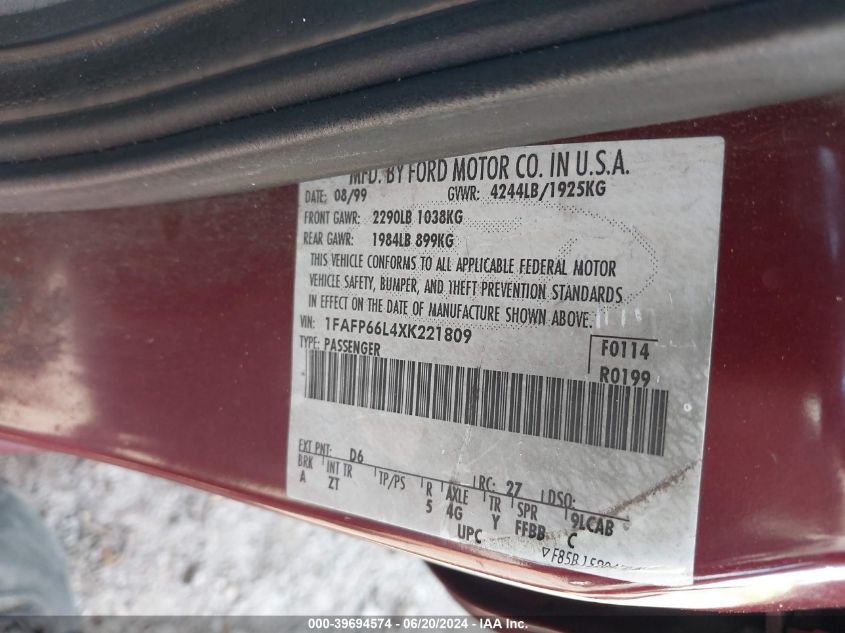 MFD. BY FORD MOTOR CO. IN U.S.A.
DATE: 08/99 GVWR: 4244LB/1925KG
FRONT GAWR: 2290LB 1038KG
REAR GAWR: 1984LB 899KG
THIS VEHICLE CONFORMS TO ALL APPLICABLE FEDERAL MOTOR
VEHICLE SAFETY, BUMPER, AND THEFT PREVENTION STANDARDS
IN EFFECT ON THE DATE OF MANUFACTURE SHOWN ABOVE.
VIN: 1FAFP66L4XK221809
TYPE: PASSENGER
F0114
R0199
EXT PNT: D6 RC: 27 DSO:
BRK INT TR TP/PS R AXLE TR SPR 9LCAB
A ZT 5 4G Y FFBB C
UPC
000-39694574 | 06/20/2024 - IAA Inc.